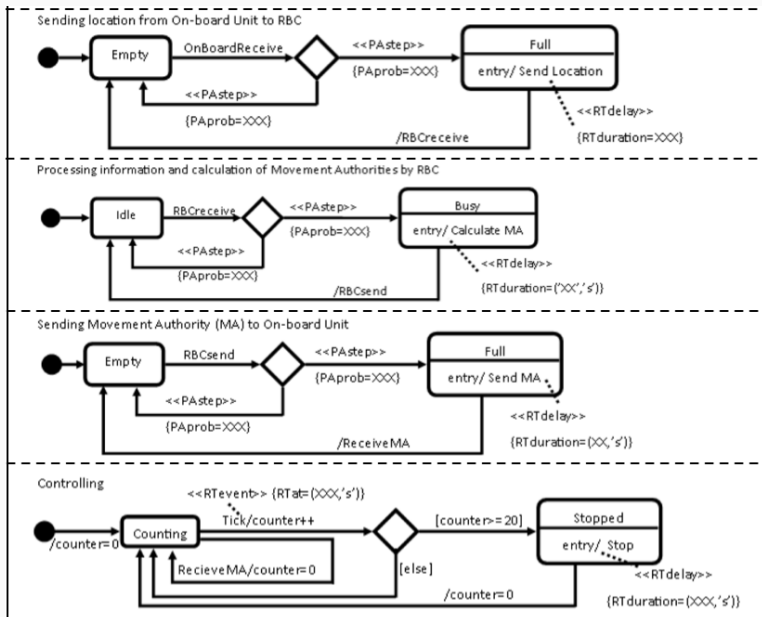 Sending location from On-board Unit to RBC
Empty
OnBoardReceive
<<PAstep>>
{PAprob=XXX}
<<PAstep>>
{PAprob=XXX}
Full
entry/ Send Location
<<RTdelay>>
{RTduration=XXX}
/RBCreceive
Processing information and calculation of Movement Authorities by RBC
Idle
RBCreceive
<<PAstep>>
{PAprob=XXX}
<<PAstep>>
{PAprob=XXX}
Busy
entry/ Calculate MA
<<RTdelay>>
{RTduration=('XX','s')}
/RBCsend
Sending Movement Authority (MA) to On-board Unit
Empty
RBCsend
<<PAstep>>
{PAprob=XXX}
<<PAstep>>
{PAprob=XXX}
Full
entry/ Send MA
<<RTdelay>>
{RTduration=(XX,'s')}
/ReceiveMA
Controlling
<<RTevent>> {RTat=(XXX,'s')}
/counter=0
Counting
Tick/counter++
RecieveMA/counter=0
[counter>=20]
[else]
Stopped
entry/ Stop
<<RTdelay>>
{RTduration=(XXX,'s')}
/counter=0